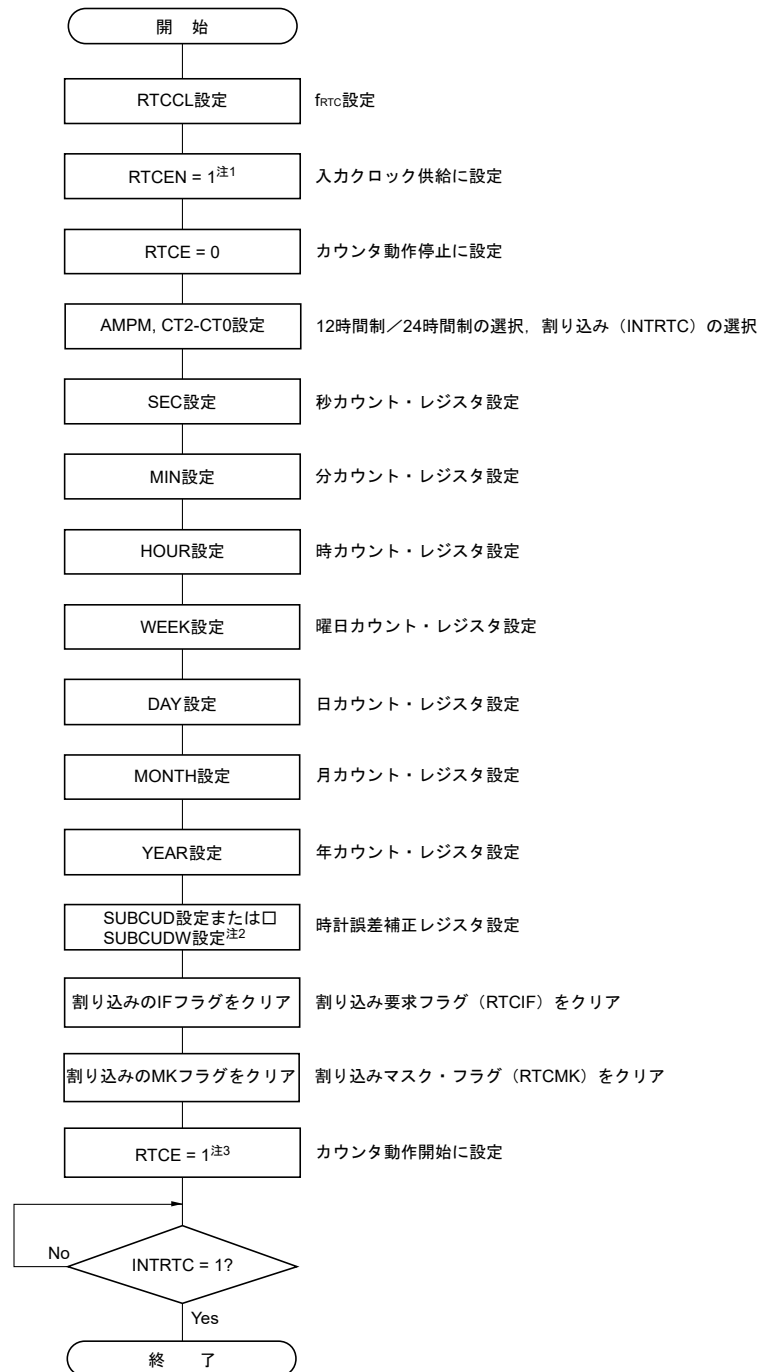 開 始
RTCCL設定 fRTC設定
RTCEN = 1注1 入力クロック供給に設定
RTCE = 0 カウンタ動作停止に設定
AMPM, CT2-CT0設定 12時間制／24時間制の選択，割り込み（INTRTC）の選択
SEC設定 秒カウント・レジスタ設定
MIN設定 分カウント・レジスタ設定
HOUR設定 時カウント・レジスタ設定
WEEK設定 曜日カウント・レジスタ設定
DAY設定 日カウント・レジスタ設定
MONTH設定 月カウント・レジスタ設定
YEAR設定 年カウント・レジスタ設定
SUBCUD設定または□
SUBCUDW設定注2 時計誤差補正レジスタ設定
割り込みのIFフラグをクリア 割り込み要求フラグ（RTCIF）をクリア
割り込みのMKフラグをクリア 割り込みマスク・フラグ（RTCMK）をクリア
RTCE = 1注3 カウンタ動作開始に設定
No
INTRTC = 1?
Yes
終 了